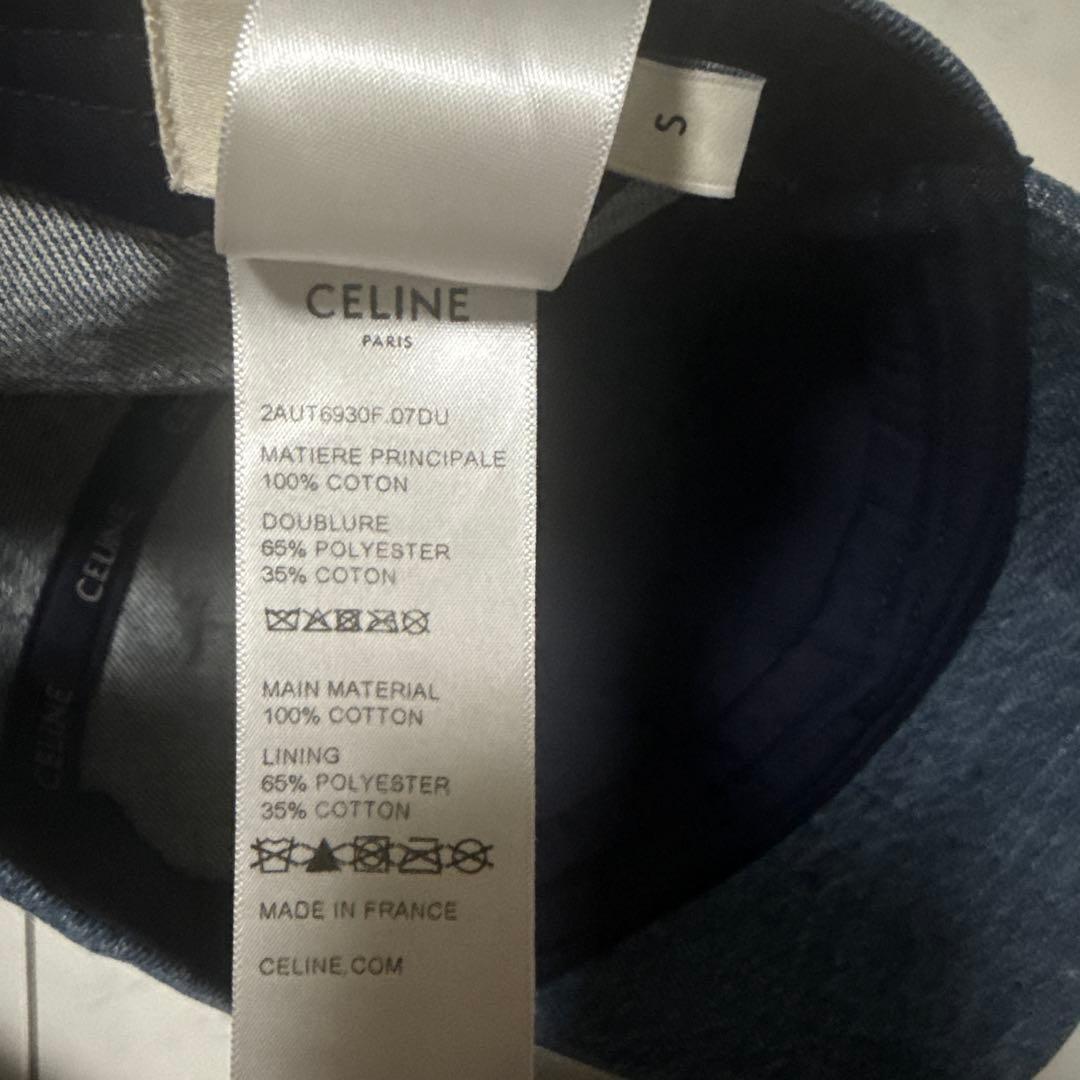 S
CELINE
PARIS
2AUT6930F.07DU
MATIERE PRINCIPALE
100% COTON
DOUBLURE
65% POLYESTER
35% COTON
MAIN MATERIAL
100% COTTON
LINING
65% POLYESTER
35% COTTON
MADE IN FRANCE
CELINE.COM
CELINE
CELINE